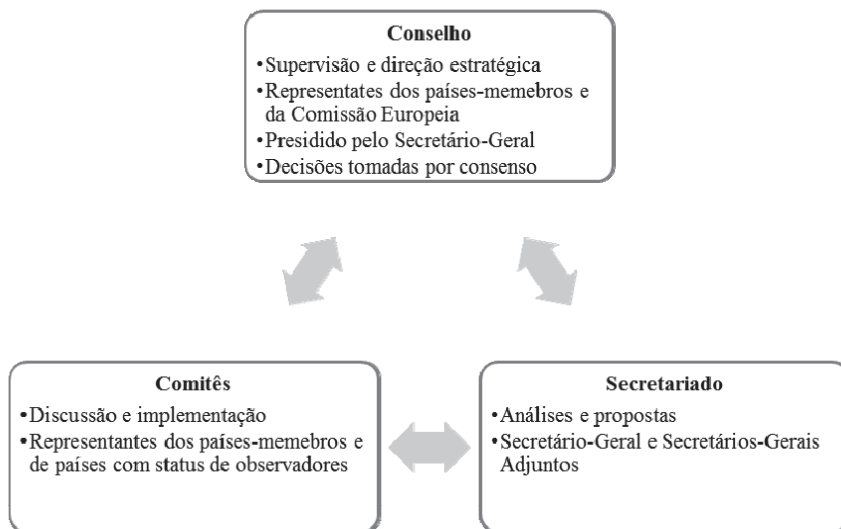 Conselho
•Supervisão e direção estratégica
•Representates dos países-memebros e
da Comissão Europeia
•Presidido pelo Secretário-Geral
•Decisões tomadas por consenso
Comitês
•Discussão e implementação
•Representantes dos países-memebros e
de países com status de observadores
Secretariado
•Análises e propostas
•Secretário-Geral e Secretários-Gerais
Adjuntos